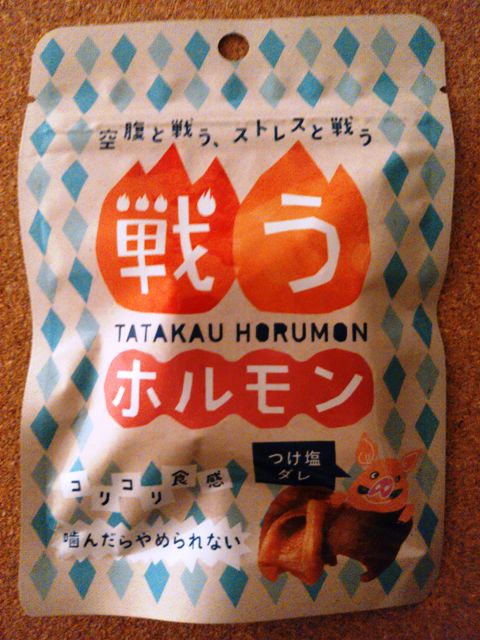 空腹と戦う、ストレスと戦う
戦う
TATAKAU HORUMON
ホルモン
つけ塩
ダレ
コリコリ食感
噛んだらやめられない